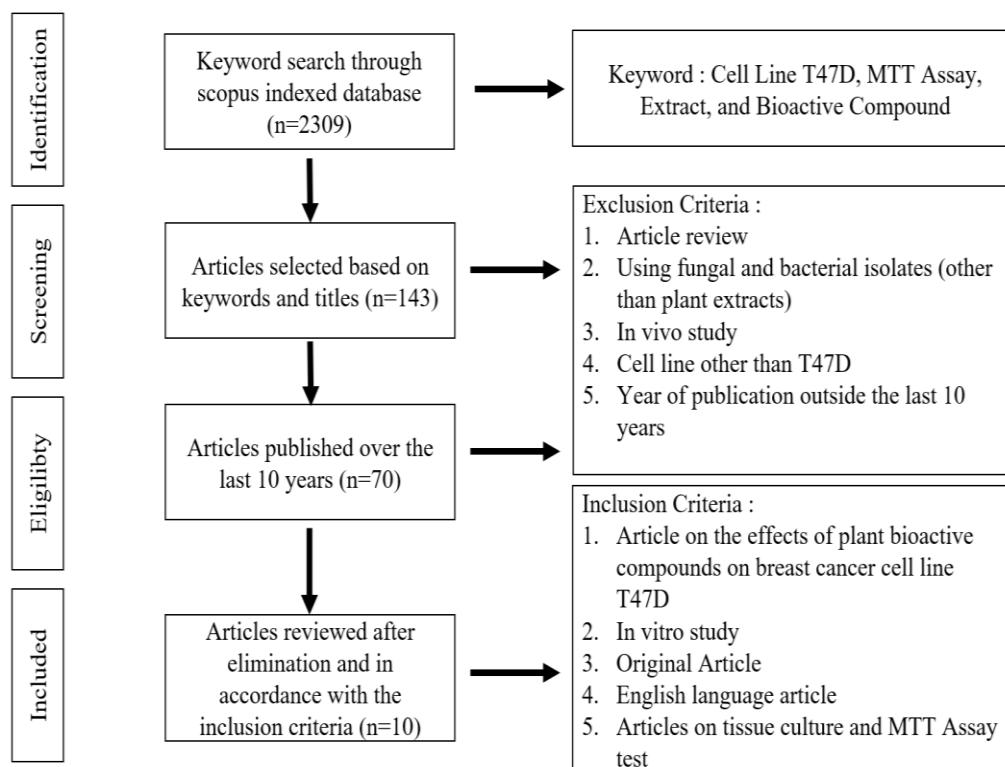 Identification
Keyword search through
scopus indexed database
(n=2309)
Keyword : Cell Line T47D, MTT Assay,
Extract, and Bioactive Compound
Screening
Articles selected based on
keywords and titles (n=143)
Exclusion Criteria :
1. Article review
2. Using fungal and bacterial isolates (other
than plant extracts)
3. In vivo study
4. Cell line other than T47D
5. Year of publication outside the last 10
years
Eligilibty
Articles published over the
last 10 years (n=70)
Included
Articles reviewed after
elimination and in
accordance with the
inclusion criteria (n=10)
Inclusion Criteria :
1. Article on the effects of plant bioactive
compounds on breast cancer cell line
T47D
2. In vitro study
3. Original Article
4. English language article
5. Articles on tissue culture and MTT Assay
test